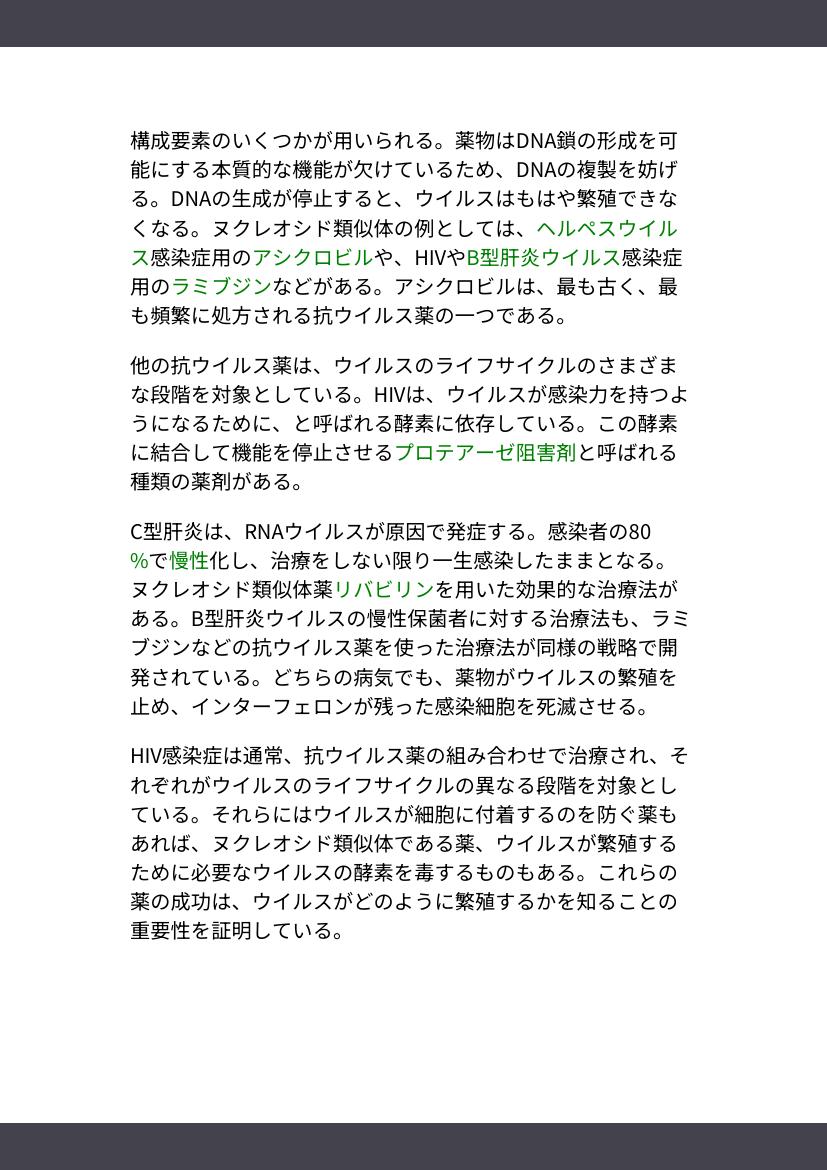 構成要素のいくつかが用いられる。薬物はDNA鎖の形成を可
能にする本質的な機能が欠けているため、DNAの複製を妨げ
る。DNAの生成が停止すると、ウイルスはもはや繁殖できな
くなる。ヌクレオシド類似体の例としては、ヘルペスウイル
ス感染症用のアシクロビルや、HIVやB型肝炎ウイルス感染症
用のラミブジンなどがある。アシクロビルは、最も古く、最
も頻繁に処方される抗ウイルス薬の一つである。
他の抗ウイルス薬は、ウイルスのライフサイクルのさまざま
な段階を対象としている。HIVは、ウイルスが感染力を持つよ
うになるために、と呼ばれる酵素に依存している。この酵素
に結合して機能を停止させるプロテアーゼ阻害剤と呼ばれる
種類の薬剤がある。
C型肝炎は、RNAウイルスが原因で発症する。感染者の80
%で慢性化し、治療をしない限り一生感染したままとなる。
ヌクレオシド類似体薬リバビリンを用いた効果的な治療法が
ある。B型肝炎ウイルスの慢性保菌者に対する治療法も、ラミ
ブジンなどの抗ウイルス薬を使った治療法が同様の戦略で開
発されている。どちらの病気でも、薬物がウイルスの繁殖を
止め、インターフェロンが残った感染細胞を死滅させる。
HIV感染症は通常、抗ウイルス薬の組み合わせで治療され、そ
れぞれがウイルスのライフサイクルの異なる段階を対象とし
ている。それらにはウイルスが細胞に付着するのを防ぐ薬も
あれば、ヌクレオシド類似体である薬、ウイルスが繁殖する
ために必要なウイルスの酵素を毒するものもある。これらの
薬の成功は、ウイルスがどのように繁殖するかを知ることの
重要性を証明している。